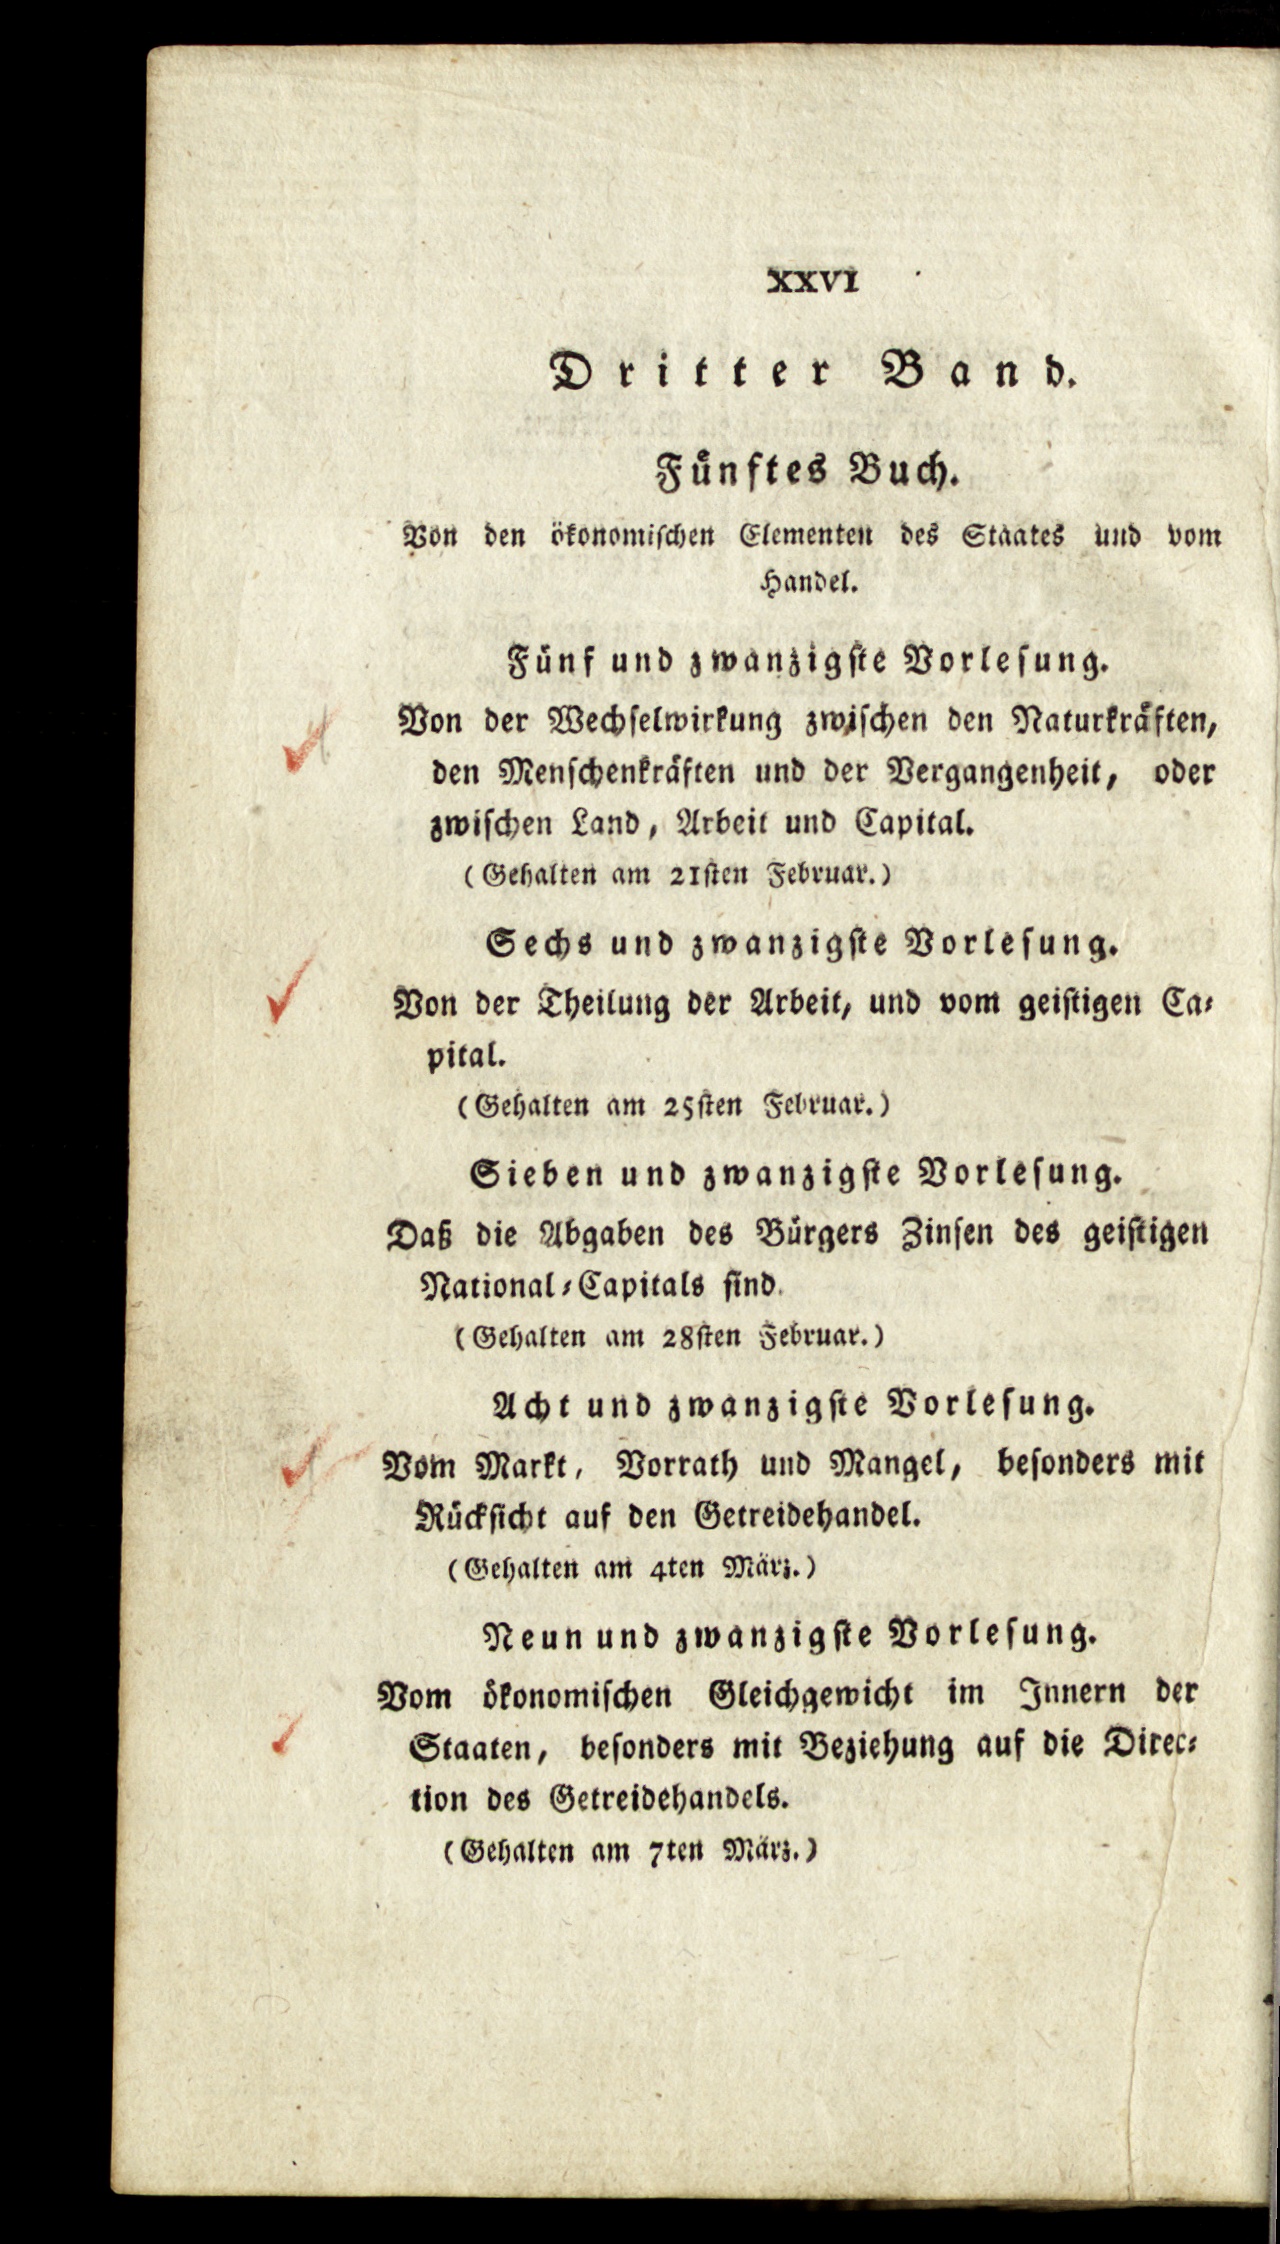 XXVI
Dritter Band.
Fünftes Buch.
Von den ökonomischen Elementen des Staates und vom
Handel.
Fünf und zwanzigste Vorlesung.
Von der Wechselwirkung zwischen den Naturkräften,
den Menschenkräften und der Vergangenheit, oder
zwischen Land, Arbeit und Capital.
(Gehalten am 21sten Februar.)
Sechs und zwanzigste Vorlesung.
Von der Theilung der Arbeit, und vom geistigen Ca-
pital.
(Gehalten am 25sten Februar.)
Sieben und zwanzigste Vorlesung.
Daß die Abgaben des Bürgers Zinsen des geistigen
National-Capitals sind.
(Gehalten am 28sten Februar.)
Acht und zwanzigste Vorlesung.
Vom Markt, Vorrath und Mangel, besonders mit
Rücksicht auf den Getreidehandel.
(Gehalten am 4ten März.)
Neun und zwanzigste Vorlesung.
Vom ökonomischen Gleichgewicht im Innern der
Staaten, besonders mit Beziehung auf die Direc-
tion des Getreidehandels.
(Gehalten am 7ten März.)